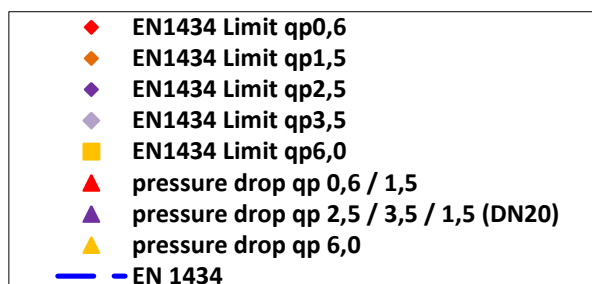 EN1434 Limit qp0,6
EN1434 Limit qp1,5
EN1434 Limit qp2,5
EN1434 Limit qp3,5
EN1434 Limit qp6,0
pressure drop qp 0,6 / 1,5
pressure drop qp 2,5 / 3,5 / 1,5 (DN20)
pressure drop qp 6,0
EN 1434